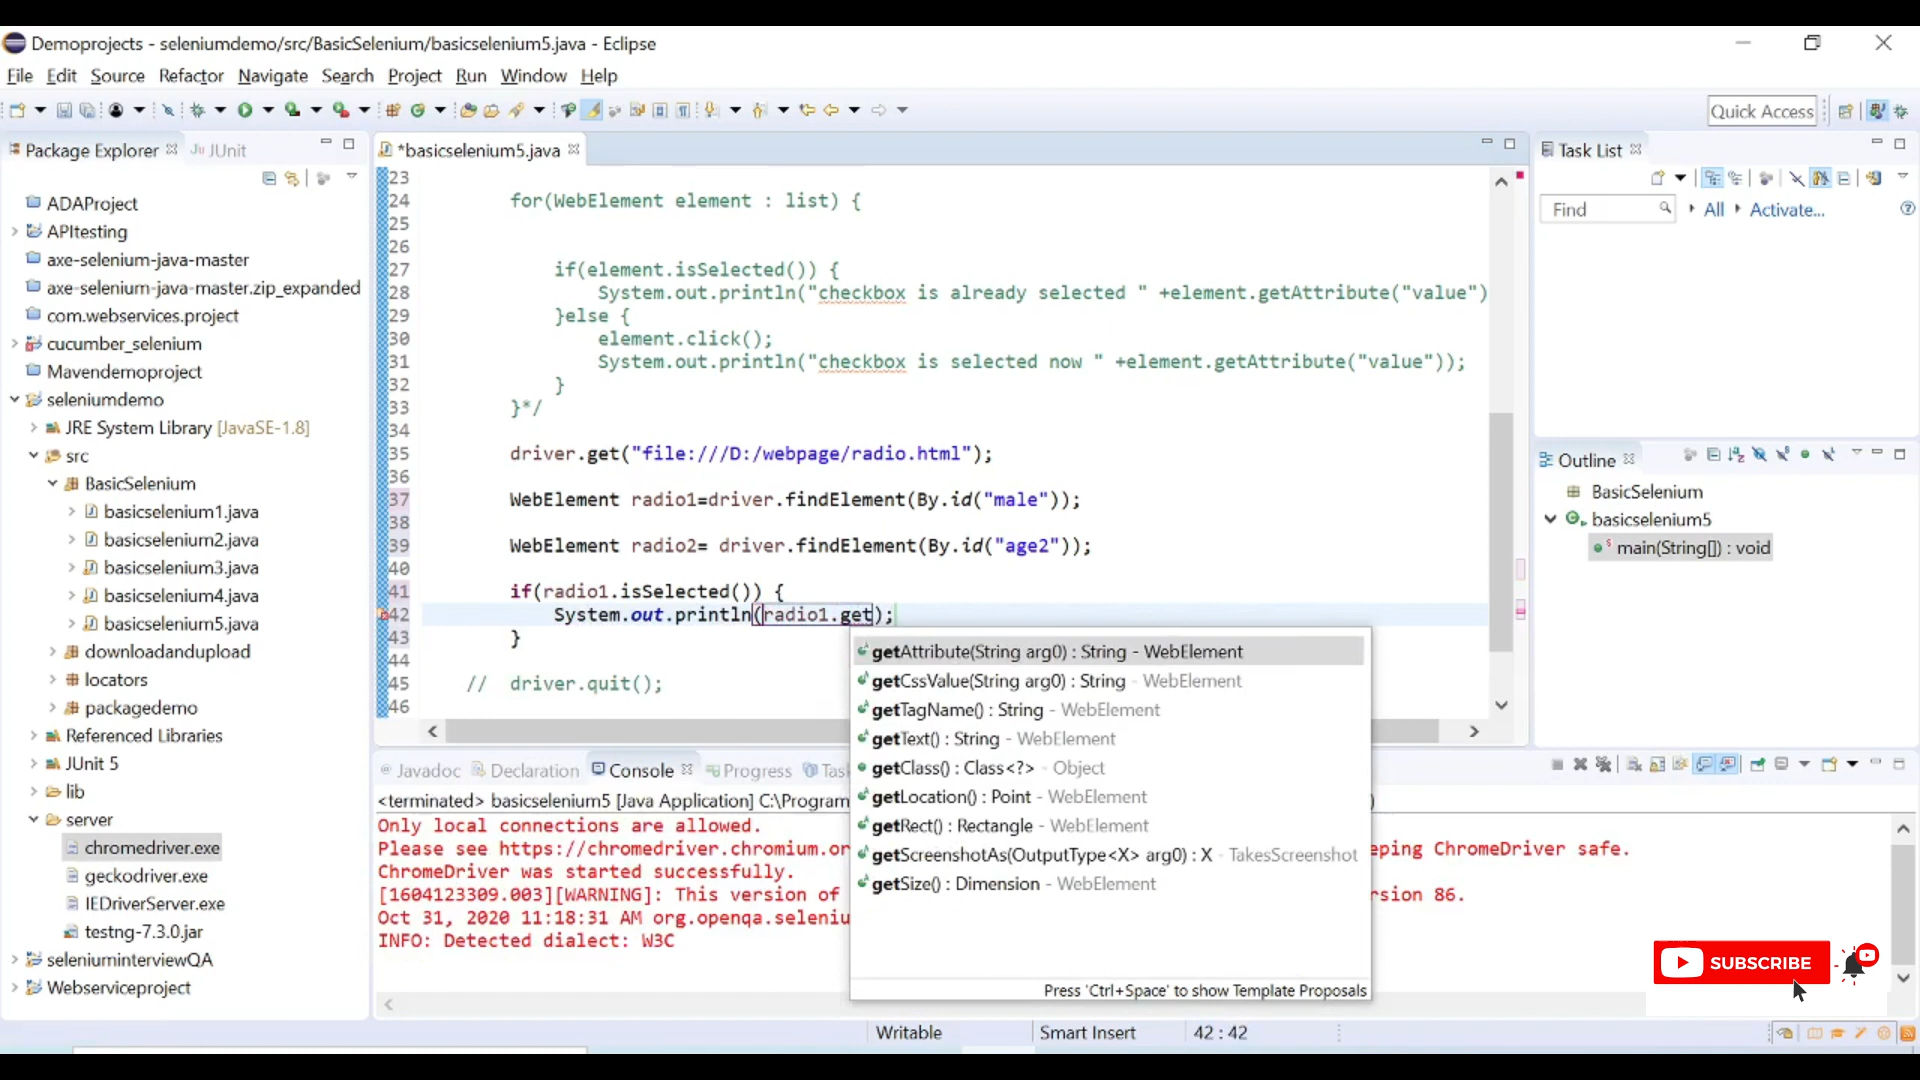 Demoprojects - seleniumdemo/src/BasicSelenium/basicselenium5.java - Eclipse
File Edit Source Refactor Navigate Search Project Run Window Help
Quick Access
Package Explorer
JUnit
ADAProject
APItesting
axe-selenium-java-master
axe-selenium-java-master.zip_expanded
com.webservices.project
cucumber_selenium
Mavendemoproject
seleniumdemo
JRE System Library [JavaSE-1.8]
src
BasicSelenium
basicselenium1.java
basicselenium2.java
basicselenium3.java
basicselenium4.java
basicselenium5.java
downloadandupload
locators
packagedemo
Referenced Libraries
JUnit 5
lib
server
chromedriver.exe
geckodriver.exe
IEDriverServer.exe
testng-7.3.0.jar
seleniuminterviewQA
Webserviceproject
*basicselenium5.java
23
24 for(WebElement element : list) {
25
26
27 if(element.isSelected()) {
28 System.out.println("checkbox is already selected " +element.getAttribute("value")
29 }else {
30 element.click();
31 System.out.println("checkbox is selected now " +element.getAttribute("value"));
32 }
33 }*/
34
35 driver.get("file:///D:/webpage/radio.html");
36
37 WebElement radio1=driver.findElement(By.id("male"));
38
39 WebElement radio2= driver.findElement(By.id("age2"));
40
41 if(radio1.isSelected()) {
42 System.out.println(radio1.get);
43 }
44
45 // driver.quit();
46
getAttribute(String arg0) : String - WebElement
getCssValue(String arg0) : String - WebElement
getTagName() : String - WebElement
getText() : String - WebElement
getClass() : Class<?> - Object
getLocation() : Point - WebElement
getRect() : Rectangle - WebElement
getScreenshotAs(OutputType<X> arg0) : X - TakesScreenshot
getSize() : Dimension - WebElement
Press 'Ctrl+Space' to show Template Proposals
Javadoc Declaration Console Progress Tas
<terminated> basicselenium5 [Java Application] C:\Program )
Only local connections are allowed.
Please see https://chromedriver.chromium.or eping ChromeDriver safe.
ChromeDriver was started successfully.
[1604123309.003][WARNING]: This version of rsion 86.
Oct 31, 2020 11:18:31 AM org.openqa.seleniu
INFO: Detected dialect: W3C
Task List
Find
All
Activate...
Outline
BasicSelenium
basicselenium5
main(String[]) : void
SUBSCRIBE
Writable
Smart Insert
42 : 42